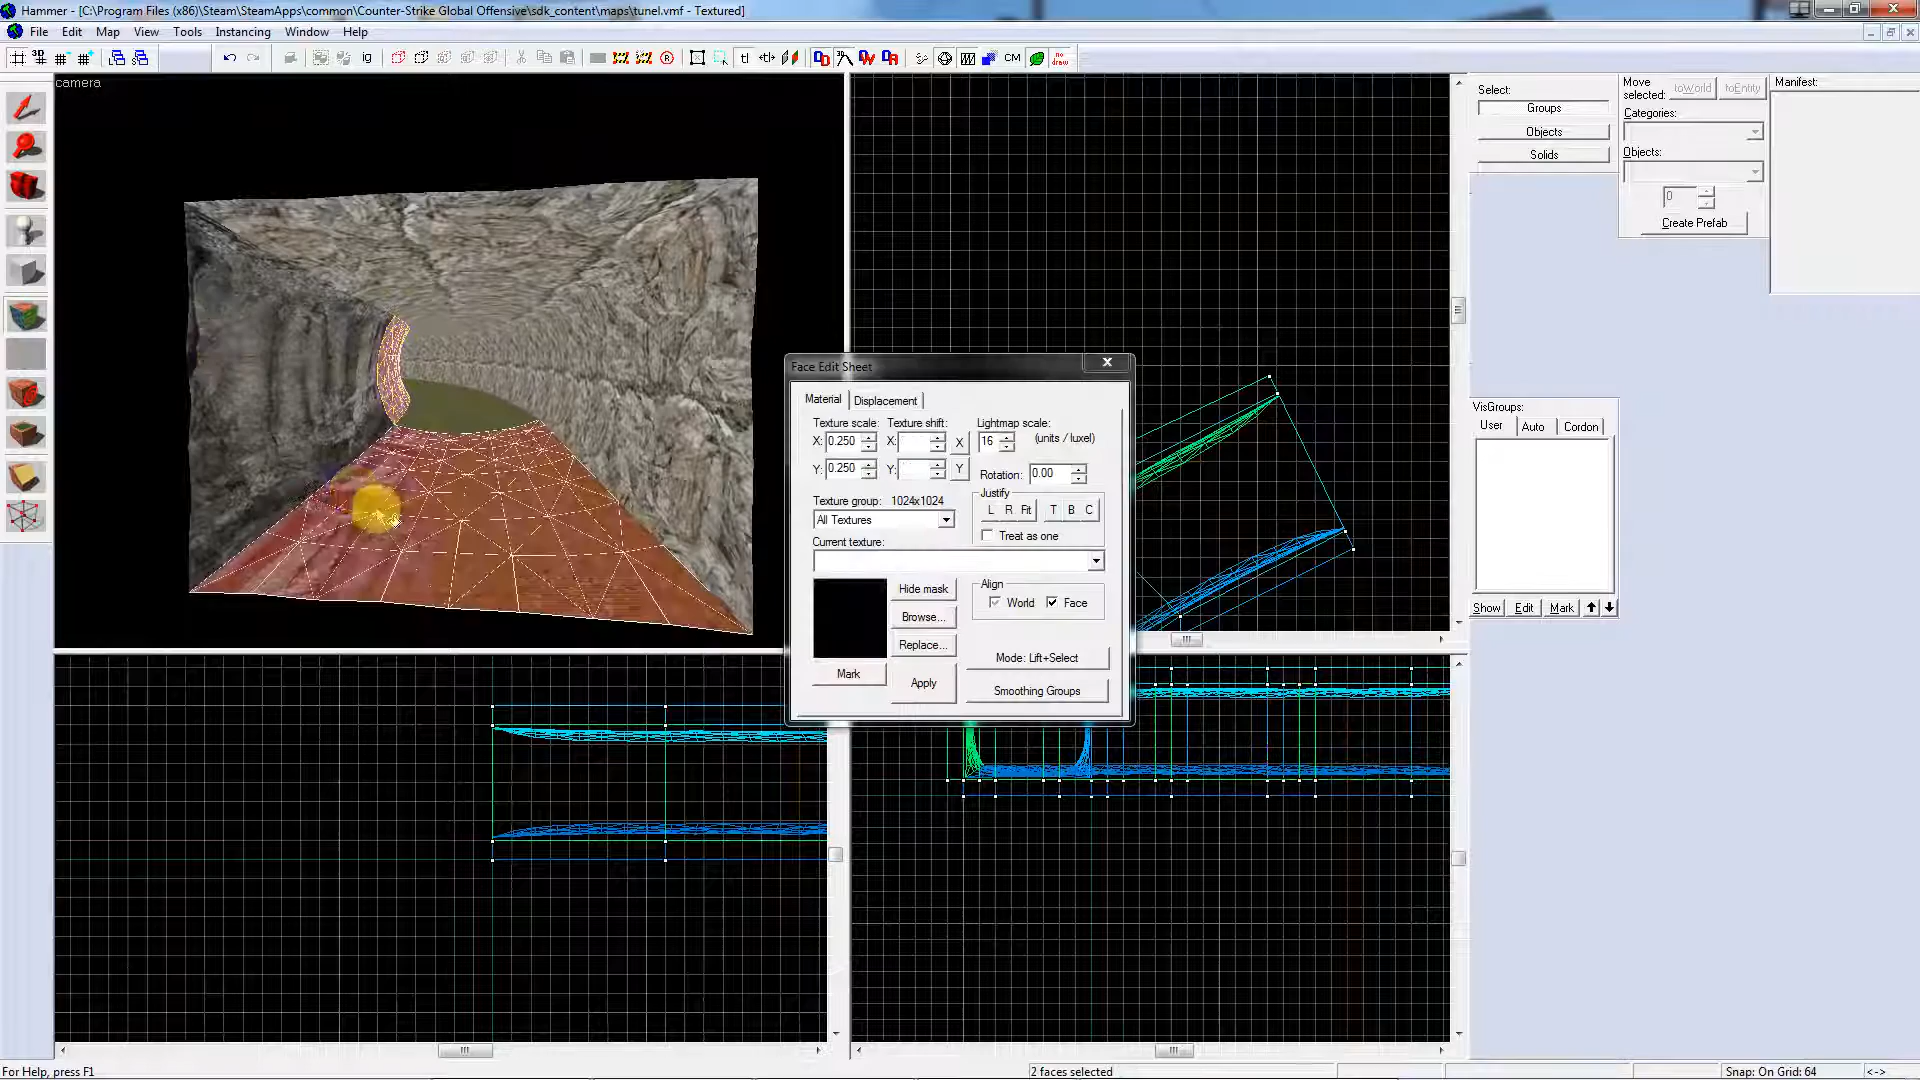 Hammer - [C:\Program Files (x86)\Steam\SteamApps\common\Counter-Strike Global Offensive\sdk_content\maps\tunel.vmf - Textured]
File Edit Map View Tools Instancing Window Help
camera
Select:
Groups
Objects
Solids
Move selected: toWorld toEntity
Categories:
Objects:
0
Create Prefab
Manifest:
Face Edit Sheet
Material Displacement
Texture scale: Texture shift: Lightmap scale:
X: 0.250 X: X 16 (units / luxel)
Y: 0.250 Y: Y Rotation: 0.00
Texture group: 1024x1024
All Textures
Justify
L R Fit T B C
Treat as one
Current texture:
Hide mask
Browse...
Replace...
Mark
Apply
Align
World Face
Mode: Lift+Select
Smoothing Groups
VisGroups:
User Auto Cordon
Show Edit Mark
For Help, press F1
2 faces selected
Snap: On Grid: 64
<->